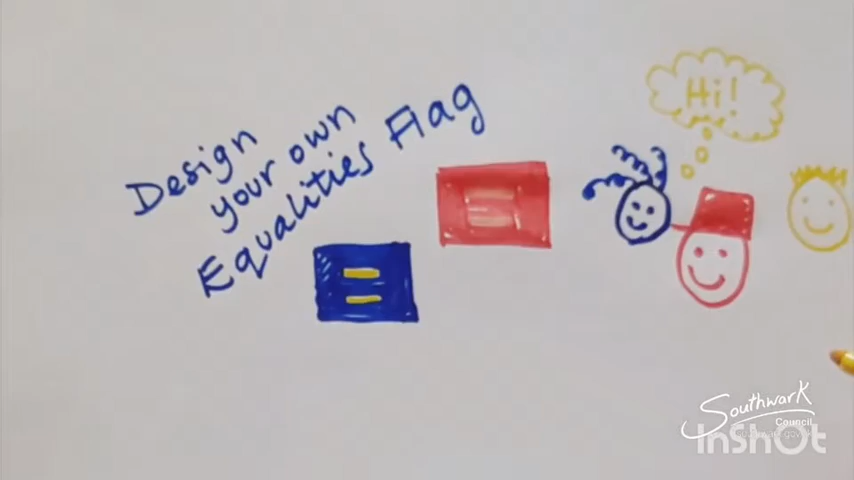 Design
your own
Equalities Flag
Hi!
Southwark
Council
InShOt